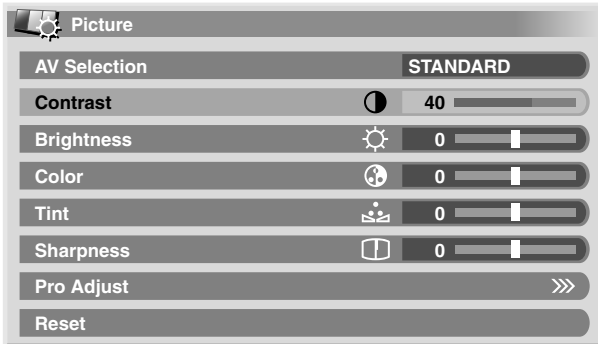 Picture
AV Selection STANDARD
Contrast 40
Brightness 0
Color 0
Tint 0
Sharpness 0
Pro Adjust
Reset